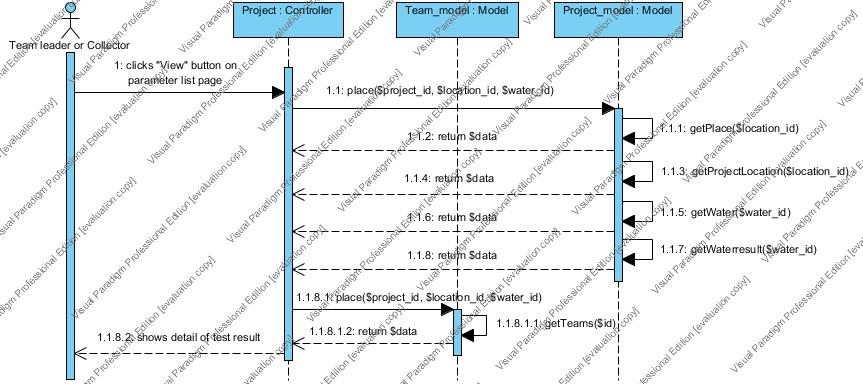 Project : Controller
Team_model : Model
Project_model : Model
Team leader or Collector
1: clicks "View" button on
parameter list page
1.1: place($project_id, $location_id, $water_id)
1.1.1: getPlace($location_id)
1.1.2: return $data
1.1.3: getProjectLocation($location_id)
1.1.4: return $data
1.1.5: getWater($water_id)
1.1.6: return $data
1.1.7: getWaterresult($water_id)
1.1.8: return $data
1.1.8.1: place($project_id, $location_id, $water_id)
1.1.8.1.1: getTeams($id)
1.1.8.1.2: return $data
1.1.8.2: shows detail of test result
Visual Paradigm Professional Edition [evaluation copy]